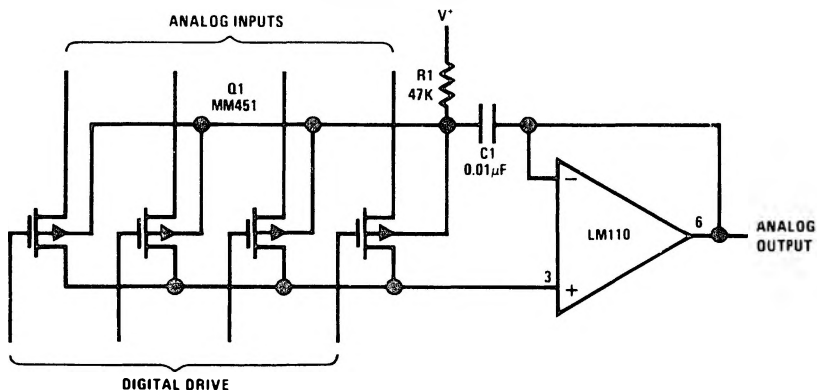 ANALOG INPUTS
V+
R1
47K
Q1
MM451
C1
0.01μF
−
LM110
6
ANALOG
OUTPUT
3
+
DIGITAL DRIVE